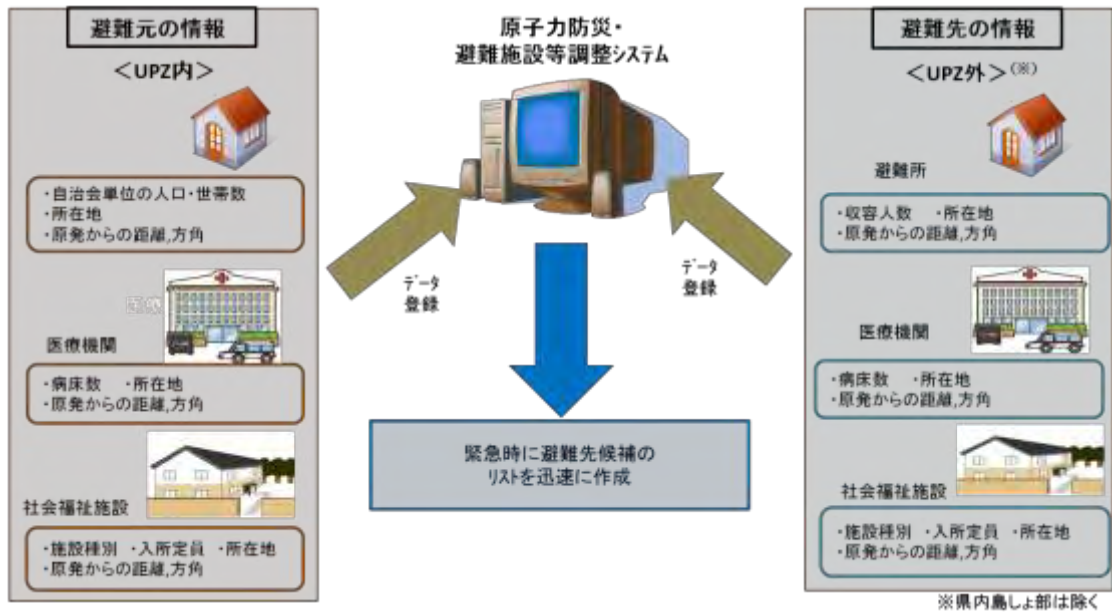 避難元の情報
<UPZ内>
・自治会単位の人口・世帯数
・所在地
・原発からの距離,方角
医療
医療機関
・病床数　・所在地
・原発からの距離,方角
社会福祉施設
・施設種別　・入所定員　・所在地
・原発からの距離,方角
原子力防災・
避難施設等調整システム
データ
登録
データ
登録
緊急時に避難先候補の
リストを迅速に作成
避難先の情報
<UPZ外>(※)
避難所
・収容人数　・所在地
・原発からの距離,方角
医療機関
・病床数　・所在地
・原発からの距離,方角
社会福祉施設
・施設種別　・入所定員　・所在地
・原発からの距離,方角
※県内島しょ部は除く